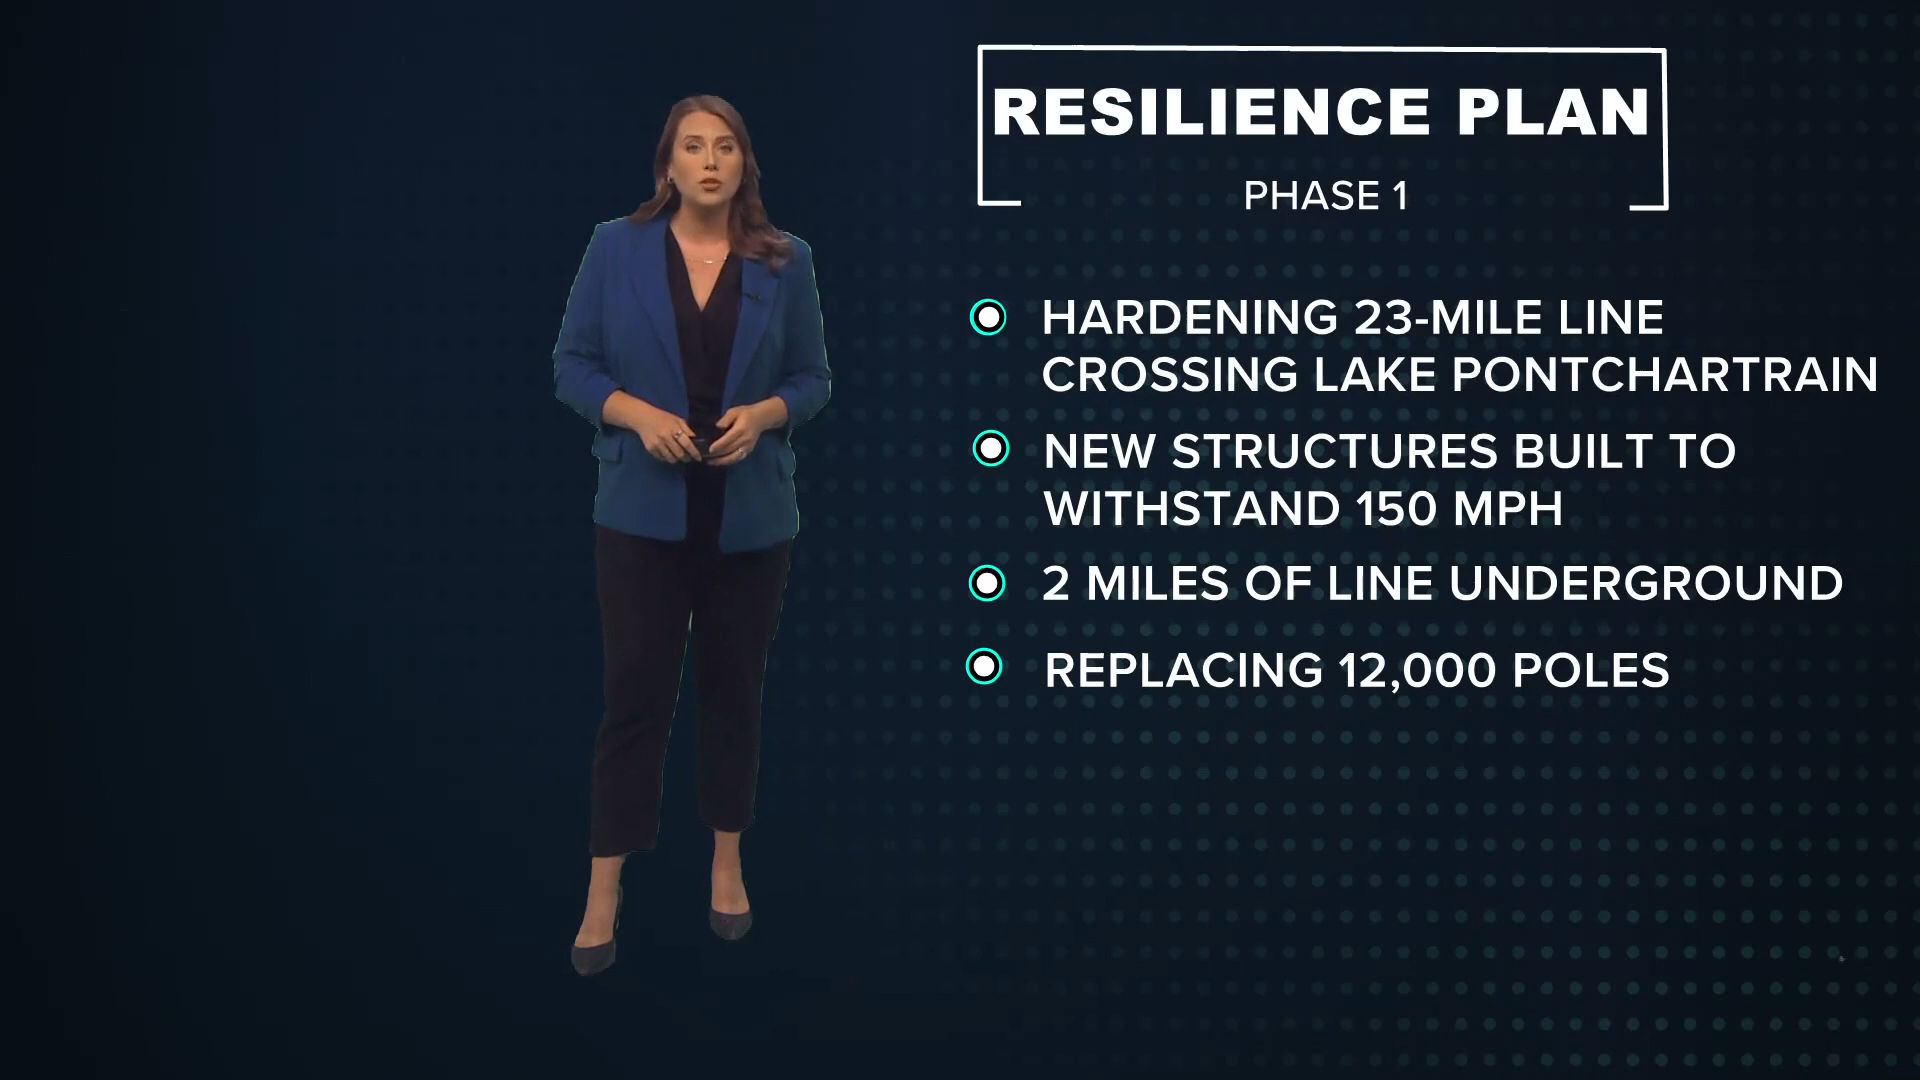 RESILIENCE PLAN
PHASE 1
HARDENING 23-MILE LINE
CROSSING LAKE PONTCHARTRAIN
NEW STRUCTURES BUILT TO
WITHSTAND 150 MPH
2 MILES OF LINE UNDERGROUND
REPLACING 12,000 POLES